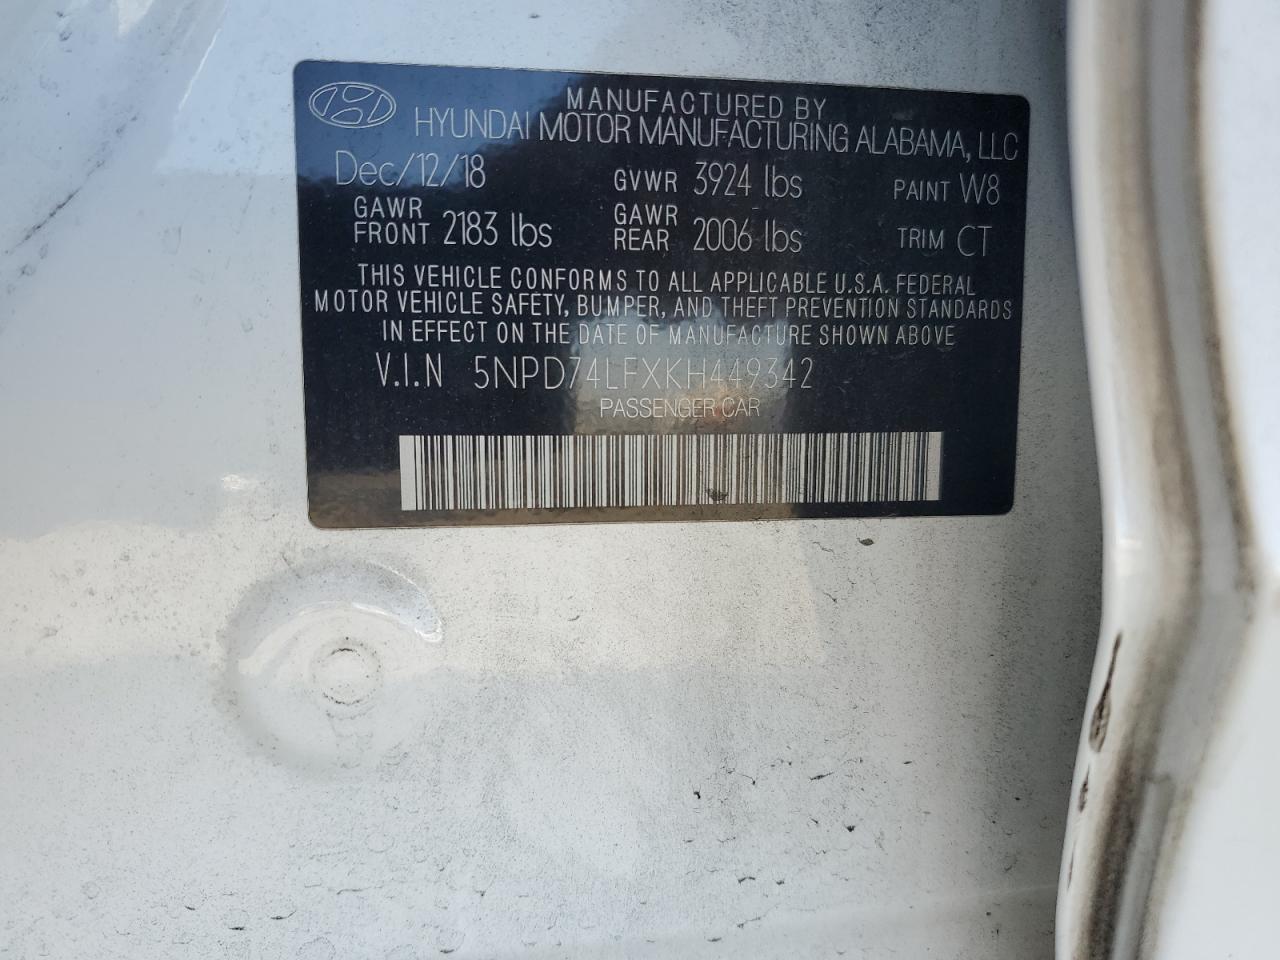 MANUFACTURED BY
HYUNDAI MOTOR MANUFACTURING ALABAMA, LLC
Dec/12/18 GVWR 3924 lbs PAINT W8
GAWR FRONT 2183 lbs GAWR REAR 2006 lbs TRIM CT
THIS VEHICLE CONFORMS TO ALL APPLICABLE U.S.A. FEDERAL
MOTOR VEHICLE SAFETY, BUMPER, AND THEFT PREVENTION STANDARDS
IN EFFECT ON THE DATE OF MANUFACTURE SHOWN ABOVE
V.I.N 5NPD74LFXKH449342
PASSENGER CAR